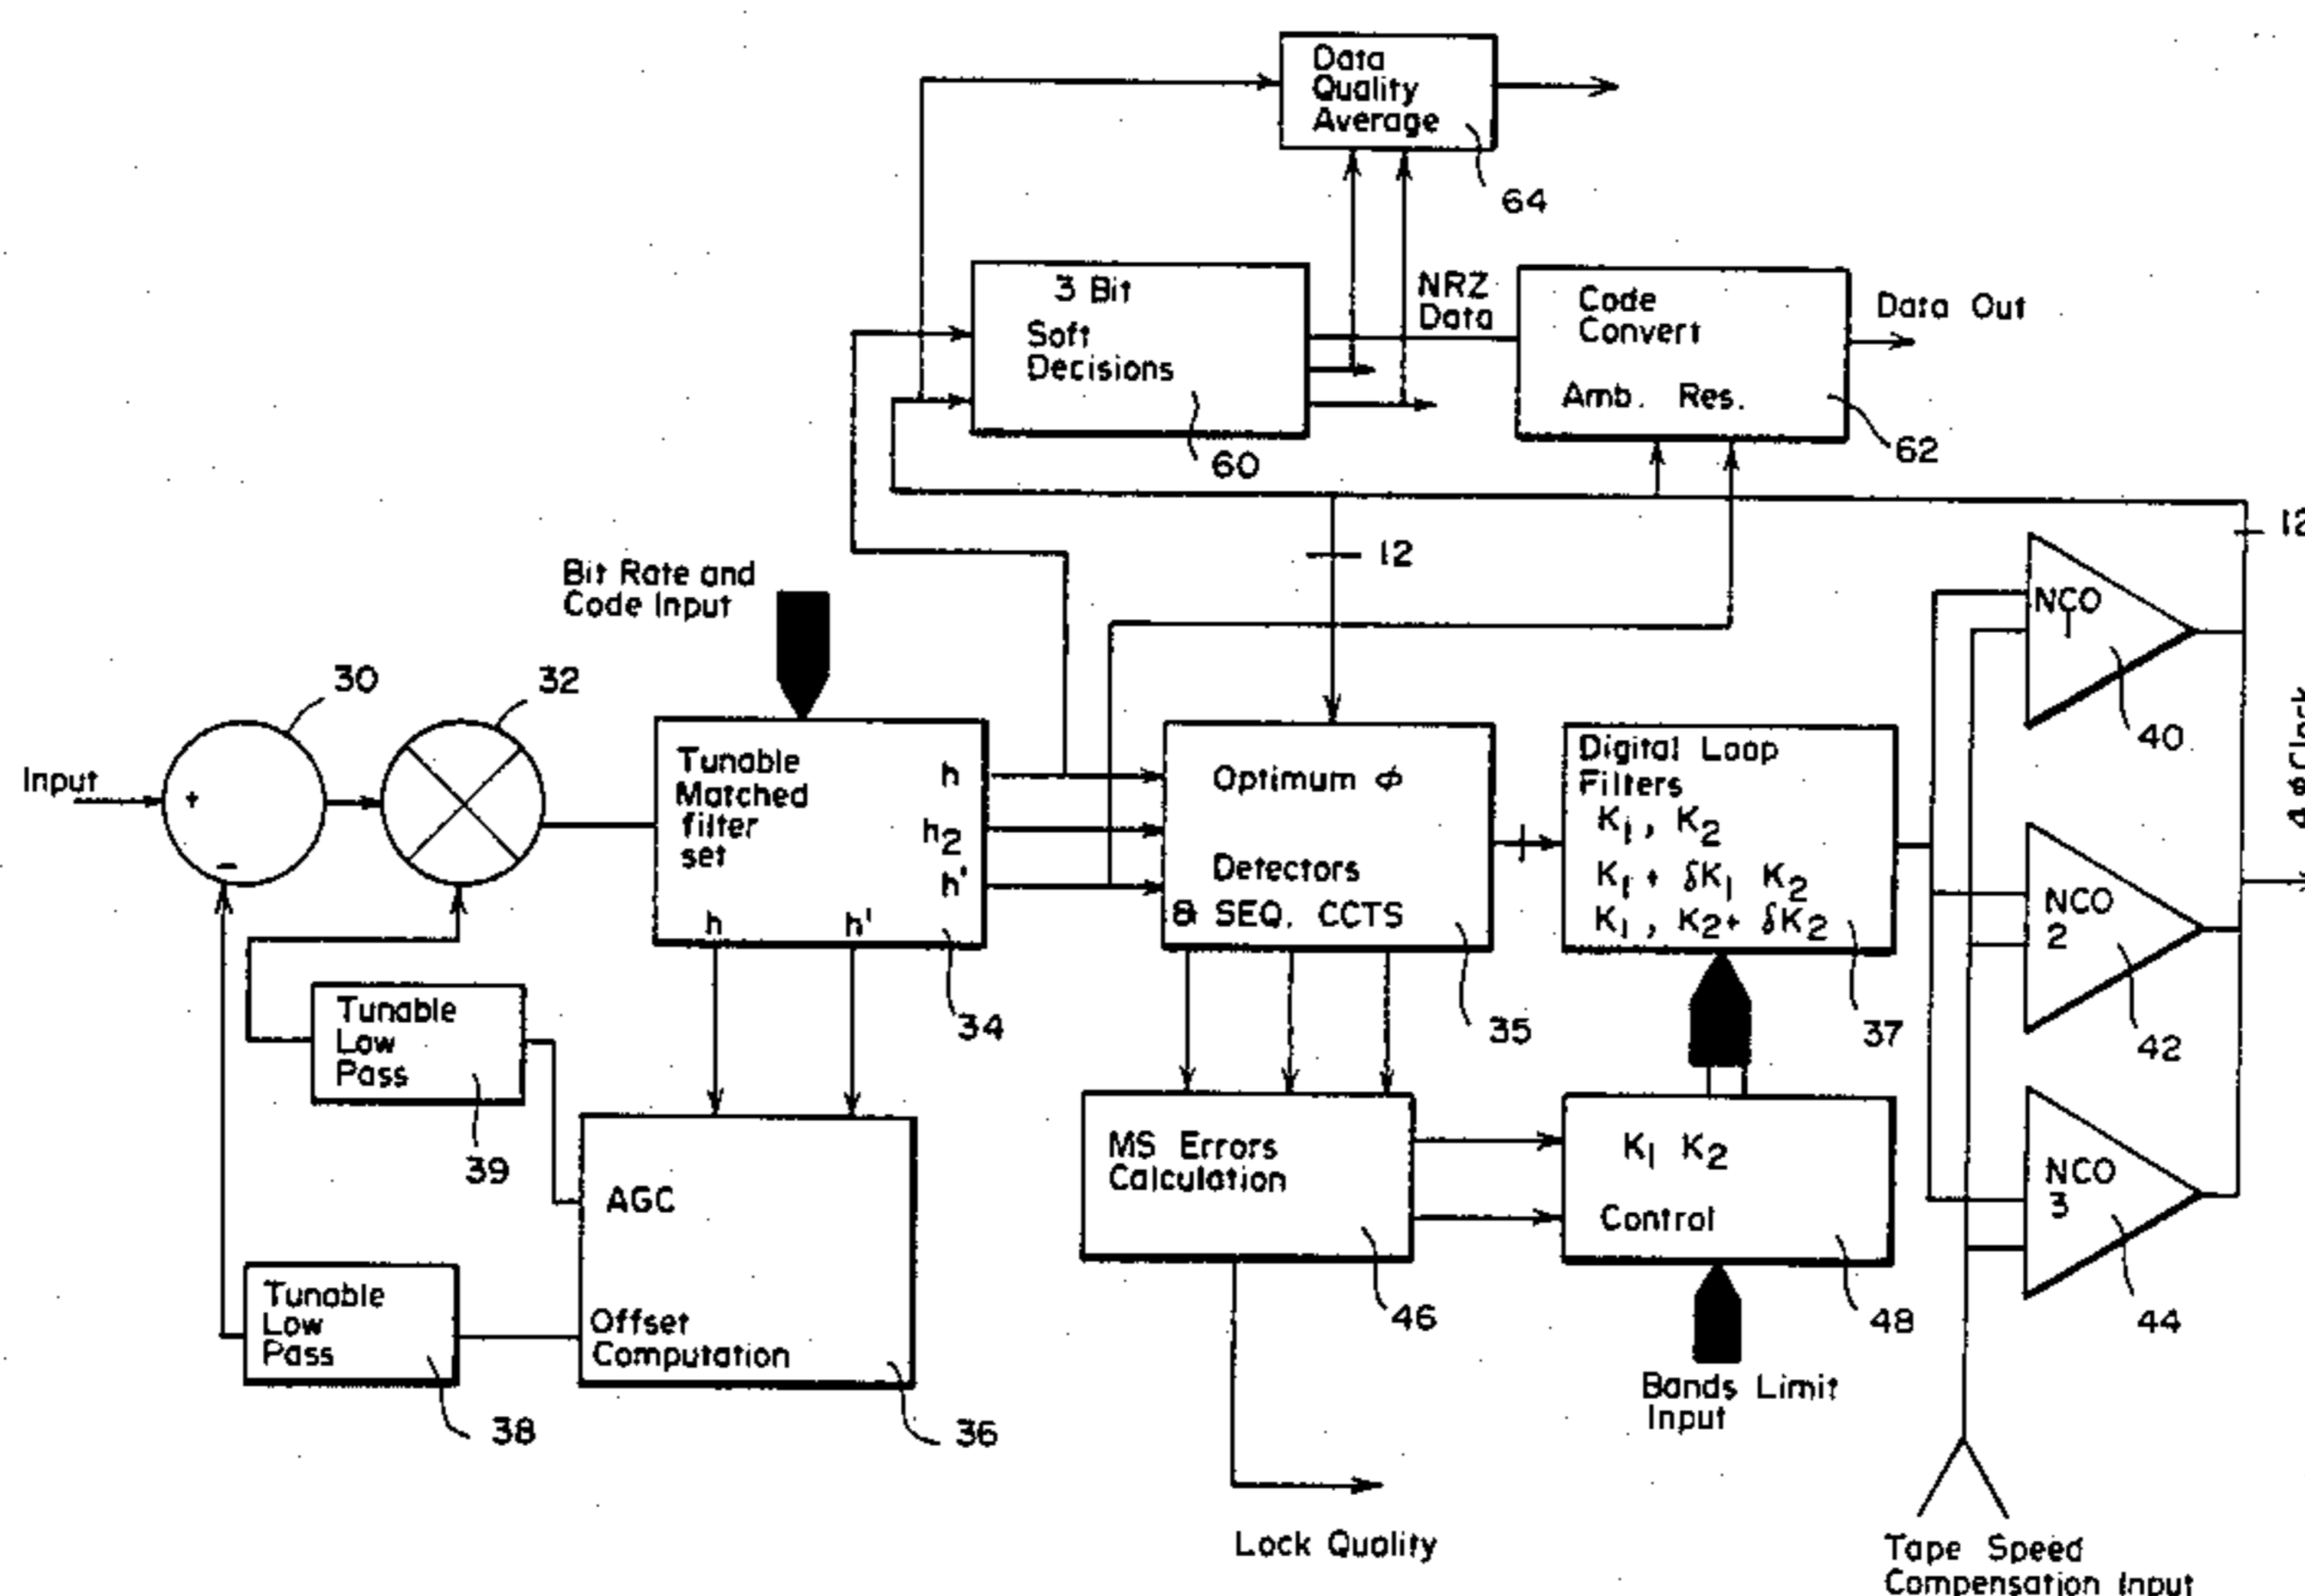 Data
Quality
Average
64
3 Bit
Soft
Decisions
60
NRZ
Data
Code
Convert
Amb. Res.
62
Data Out
12
12
Bit Rate and
Code Input
Input
+
−
30
32
Tunable
Matched
filter
set
h
h2
h'
h
h'
34
Optimum ϕ
Detectors
& SEQ. CCTS
35
Digital Loop
Filters
K1, K2
K1 + δK1 K2
K1, K2+ δK2
37
NCO
1
40
NCO
2
42
NCO
3
44
Clock
Tunable
Low
Pass
39
Tunable
Low
Pass
38
AGC
Offset
Computation
36
MS Errors
Calculation
46
K1 K2
Control
48
Bands Limit
Input
Lock Quality
Tape Speed
Compensation Input